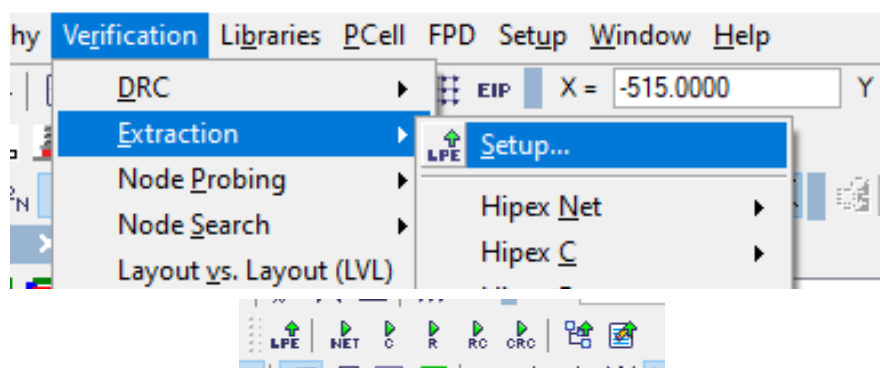 hy Verification Libraries PCell FPD Setup Window Help
DRC EIP X = -515.0000 Y
Extraction LPE Setup...
Node Probing
N
Hipex Net
Node Search
Hipex C
Layout vs. Layout (LVL)
LPE NET C R RC CRC